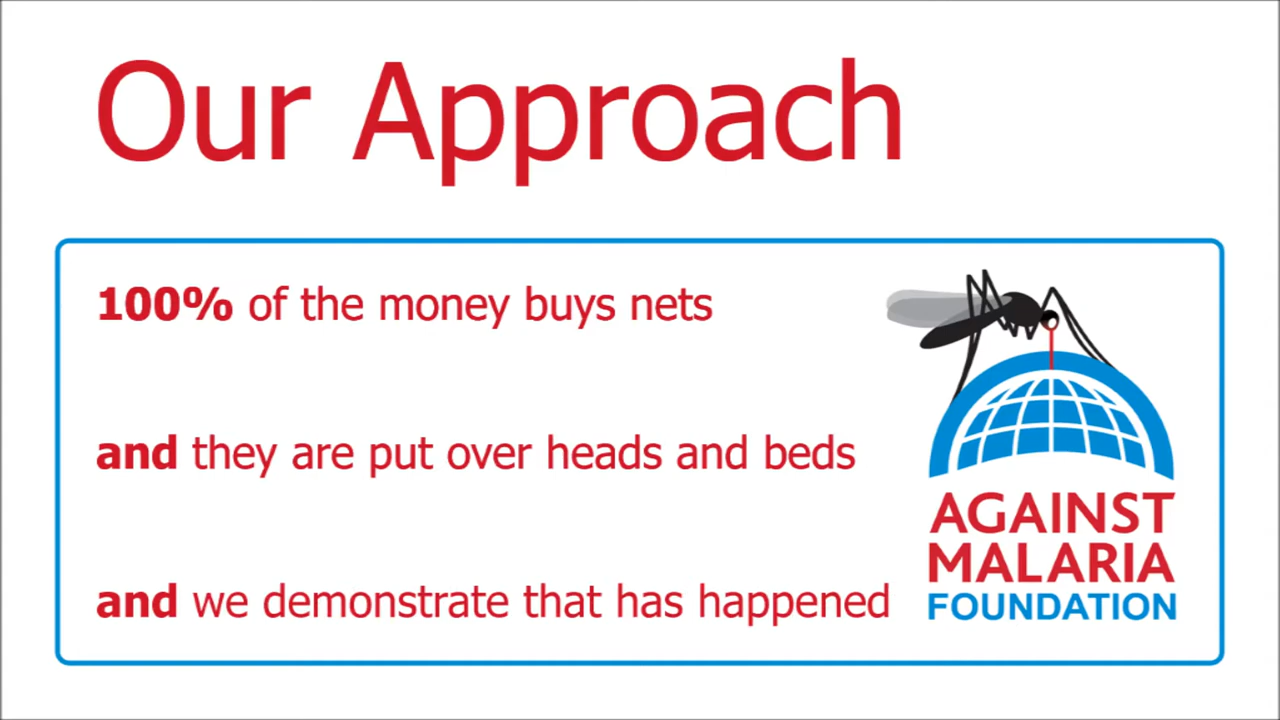 Our Approach
100% of the money buys nets
and they are put over heads and beds
and we demonstrate that has happened
AGAINST
MALARIA
FOUNDATION